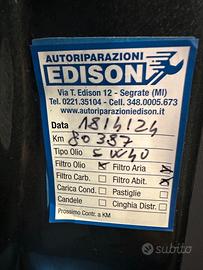 AUTORIPARAZIONI
EDISON
Via T. Edison 12 - Segrate (MI)
Tel. 0221.35104 - Cell. 348.0005.673
www.autoriparazioniedison.it
Data 18/4/24
Km 80387
Tipo Olio 5W40
Filtro Olio Filtro Aria
Filtro Carb. Filtro Abit.
Carica Cond. Pastiglie
Candele Cinghia Distr.
Prossimo Contr. a KM
subito